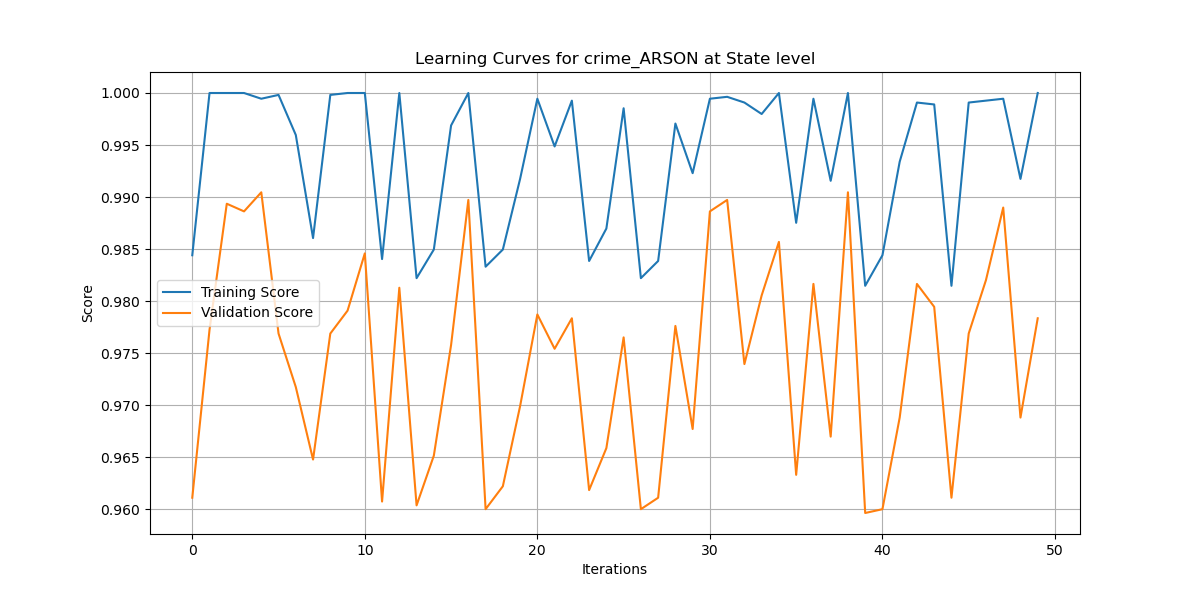 Learning Curves for crime_ARSON at State level
1.000
0.995
0.990
0.985
0.980
0.975
0.970
0.965
0.960
Score
Training Score
Validation Score
0 10 20 30 40 50
Iterations